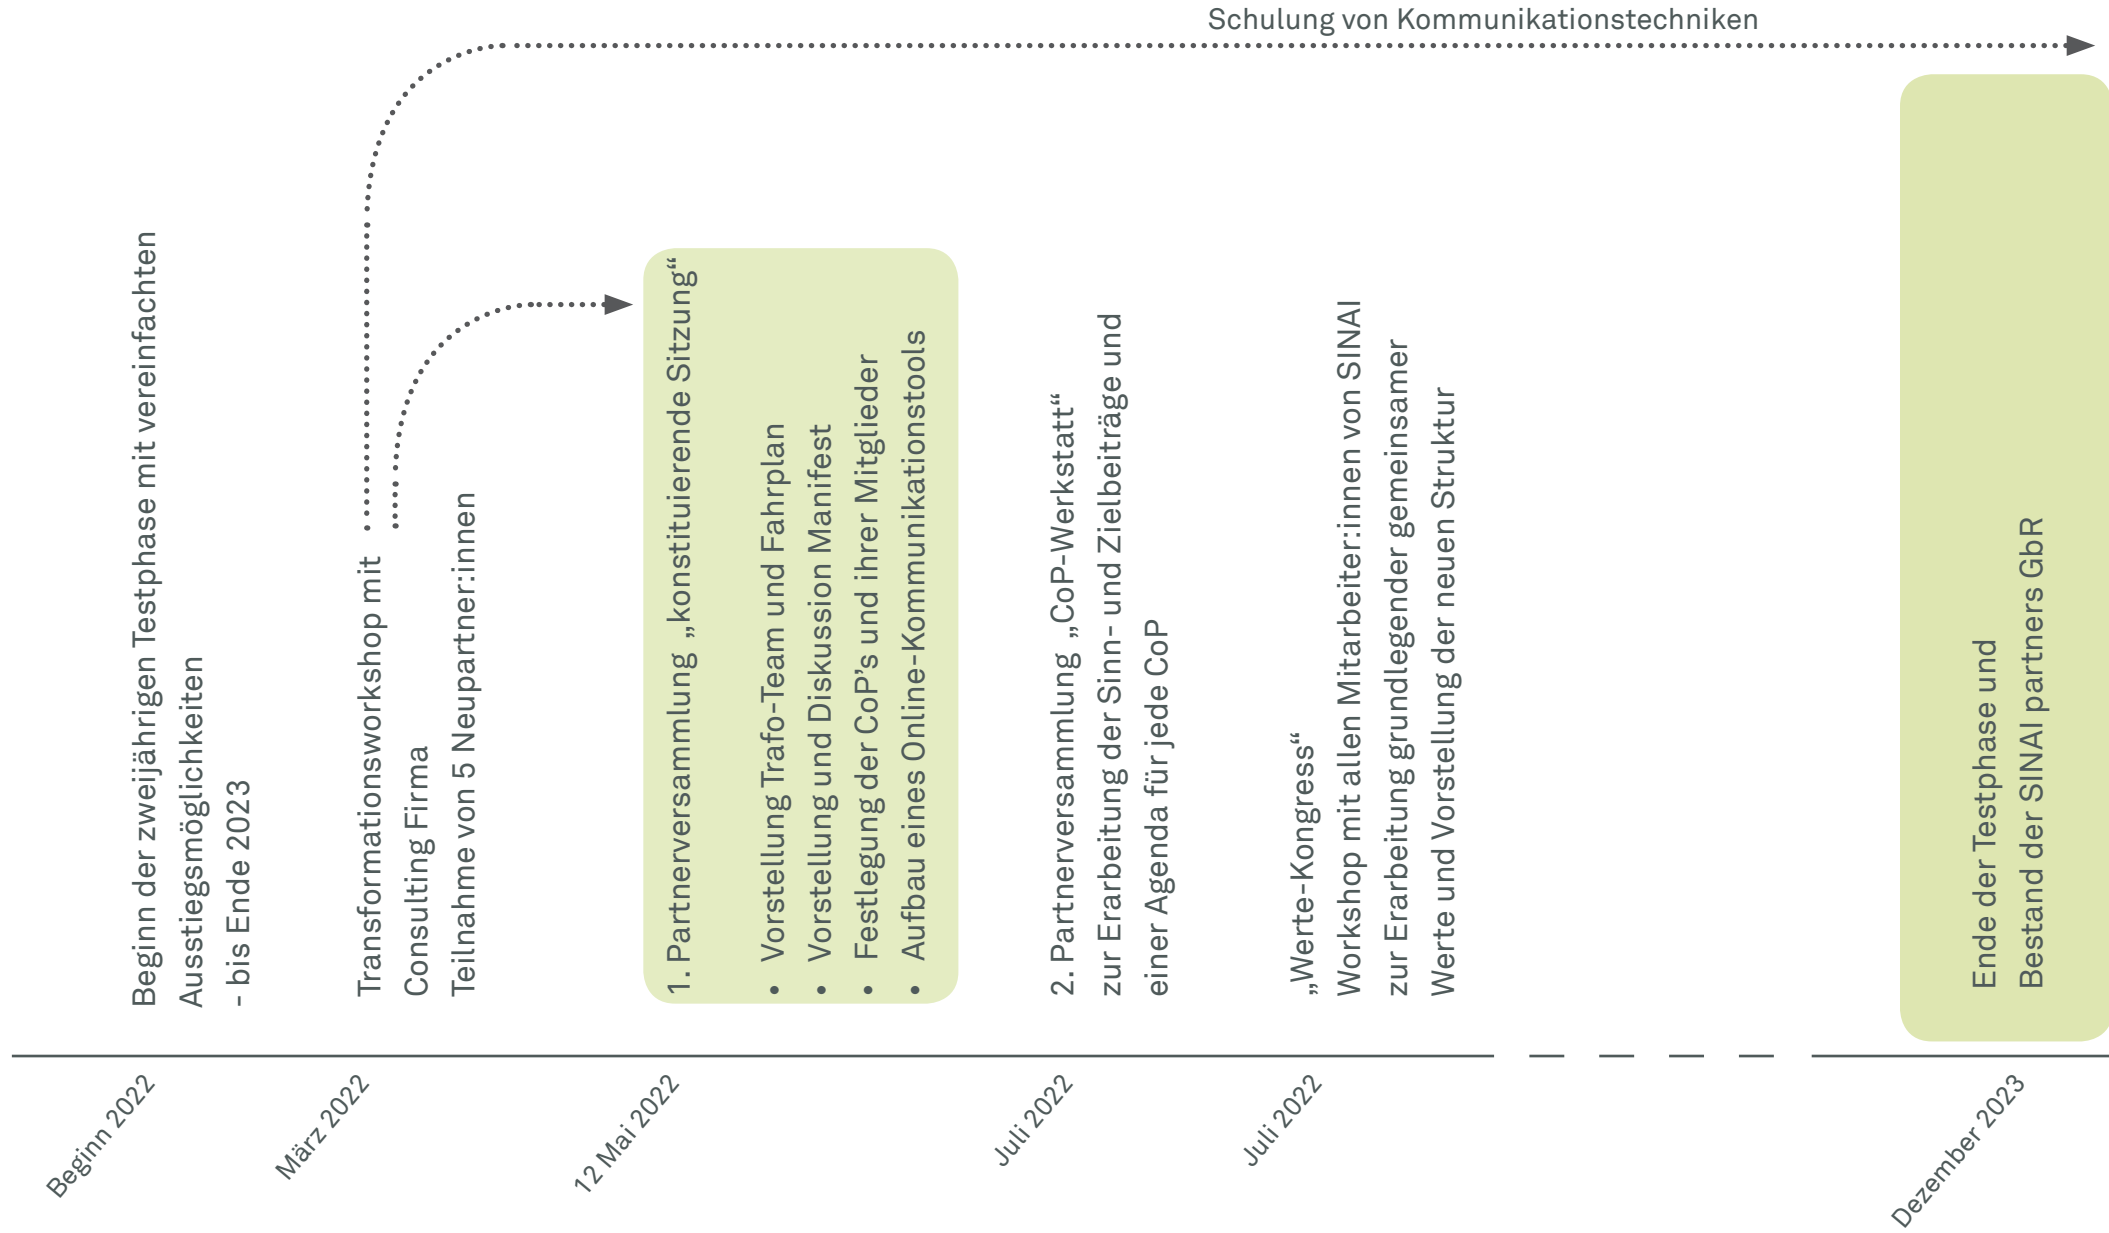 Schulung von Kommunikationstechniken
Beginn der zweijährigen Testphase mit vereinfachten
Ausstiegsmöglichkeiten
- bis Ende 2023
Transformationsworkshop mit
Consulting Firma
Teilnahme von 5 Neupartner:innen
1. Partnerversammlung „konstituierende Sitzung“
• Vorstellung Trafo-Team und Fahrplan
• Vorstellung und Diskussion Manifest
• Festlegung der CoP’s und ihrer Mitglieder
• Aufbau eines Online-Kommunikationstools
2. Partnerversammlung „CoP-Werkstatt“
zur Erarbeitung der Sinn- und Zielbeiträge und
einer Agenda für jede CoP
„Werte-Kongress“
Workshop mit allen Mitarbeiter:innen von SINAI
zur Erarbeitung grundlegender gemeinsamer
Werte und Vorstellung der neuen Struktur
Ende der Testphase und
Bestand der SINAI partners GbR
Beginn 2022
März 2022
12 Mai 2022
Juli 2022
Juli 2022
Dezember 2023